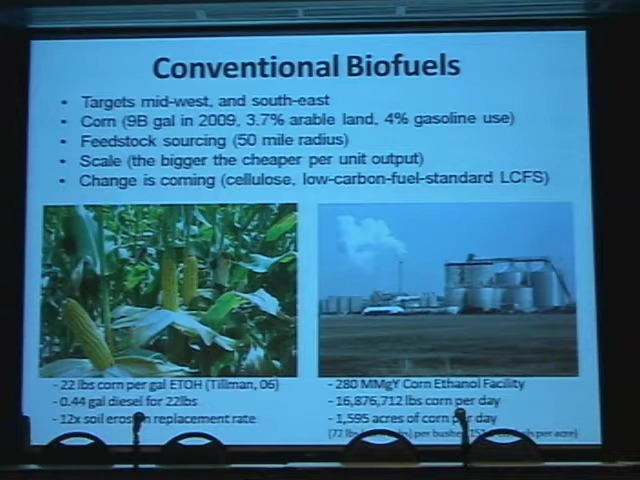 Conventional Biofuels
• Targets mid-west, and south-east
• Corn (9B gal in 2009, 3.7% arable land, 4% gasoline use)
• Feedstock sourcing (50 mile radius)
• Scale (the bigger the cheaper per unit output)
• Change is coming (cellulose, low-carbon-fuel-standard LCFS)
- 22 lbs corn per gal ETOH (Tillman, 06)
- 0.44 gal diesel for 22lbs
- 12x soil erosion replacement rate
- 280 MMgY Corn Ethanol Facility
- 16,876,712 lbs corn per day
- 1,595 acres of corn per day
per acre)